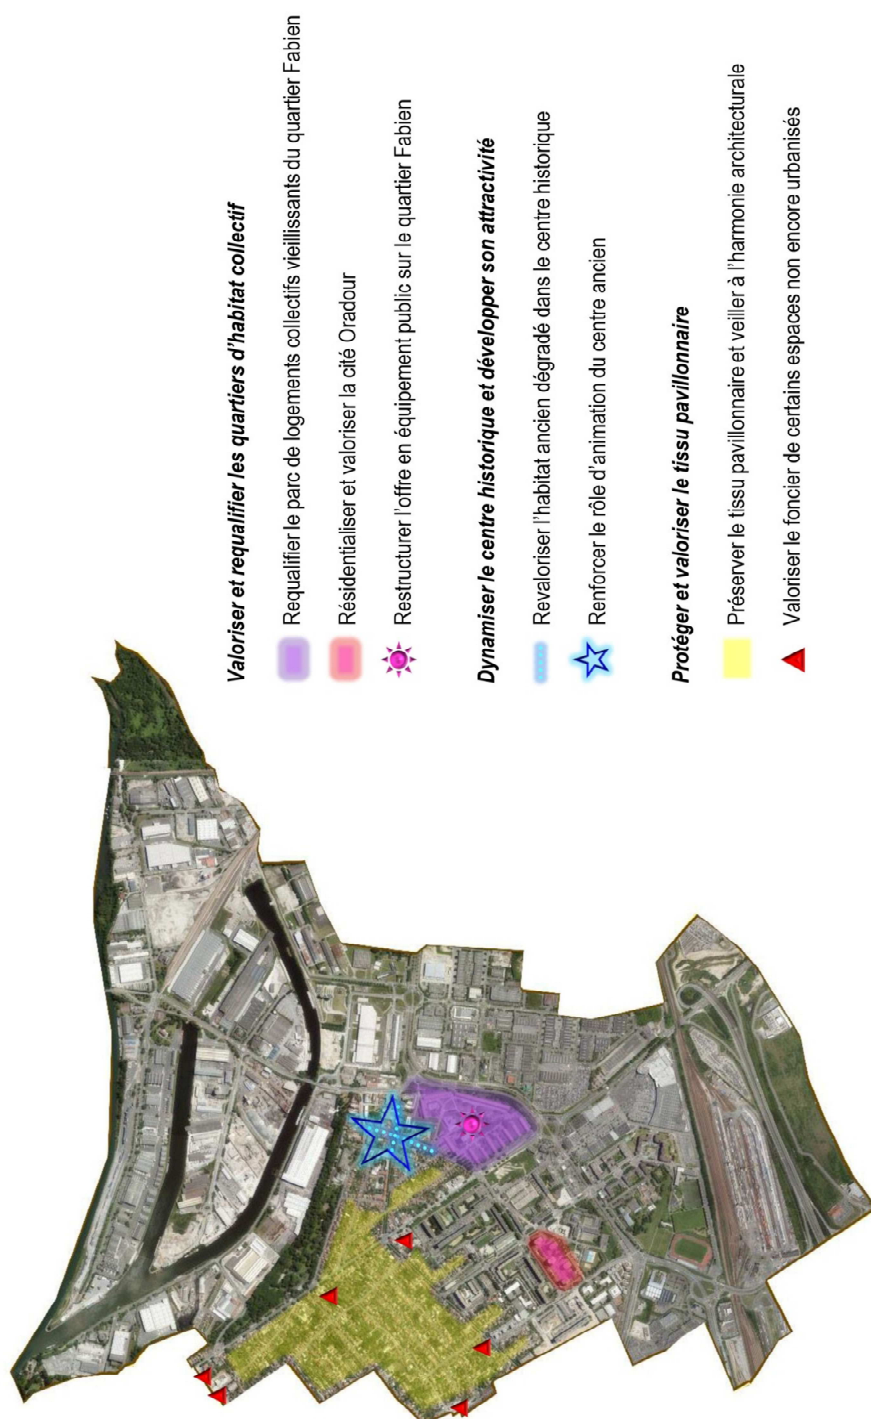 Valoriser et requalifier les quartiers d'habitat collectif
Requalifier le parc de logements collectifs vieillissants du quartier Fabien
Résidentialiser et valoriser la cité Oradour
Restructurer l'offre en équipement public sur le quartier Fabien
Dynamiser le centre historique et développer son attractivité
Revaloriser l'habitat ancien dégradé dans le centre historique
Renforcer le rôle d'animation du centre ancien
Protéger et valoriser le tissu pavillonnaire
Préserver le tissu pavillonnaire et veiller à l'harmonie architecturale
Valoriser le foncier de certains espaces non encore urbanisés